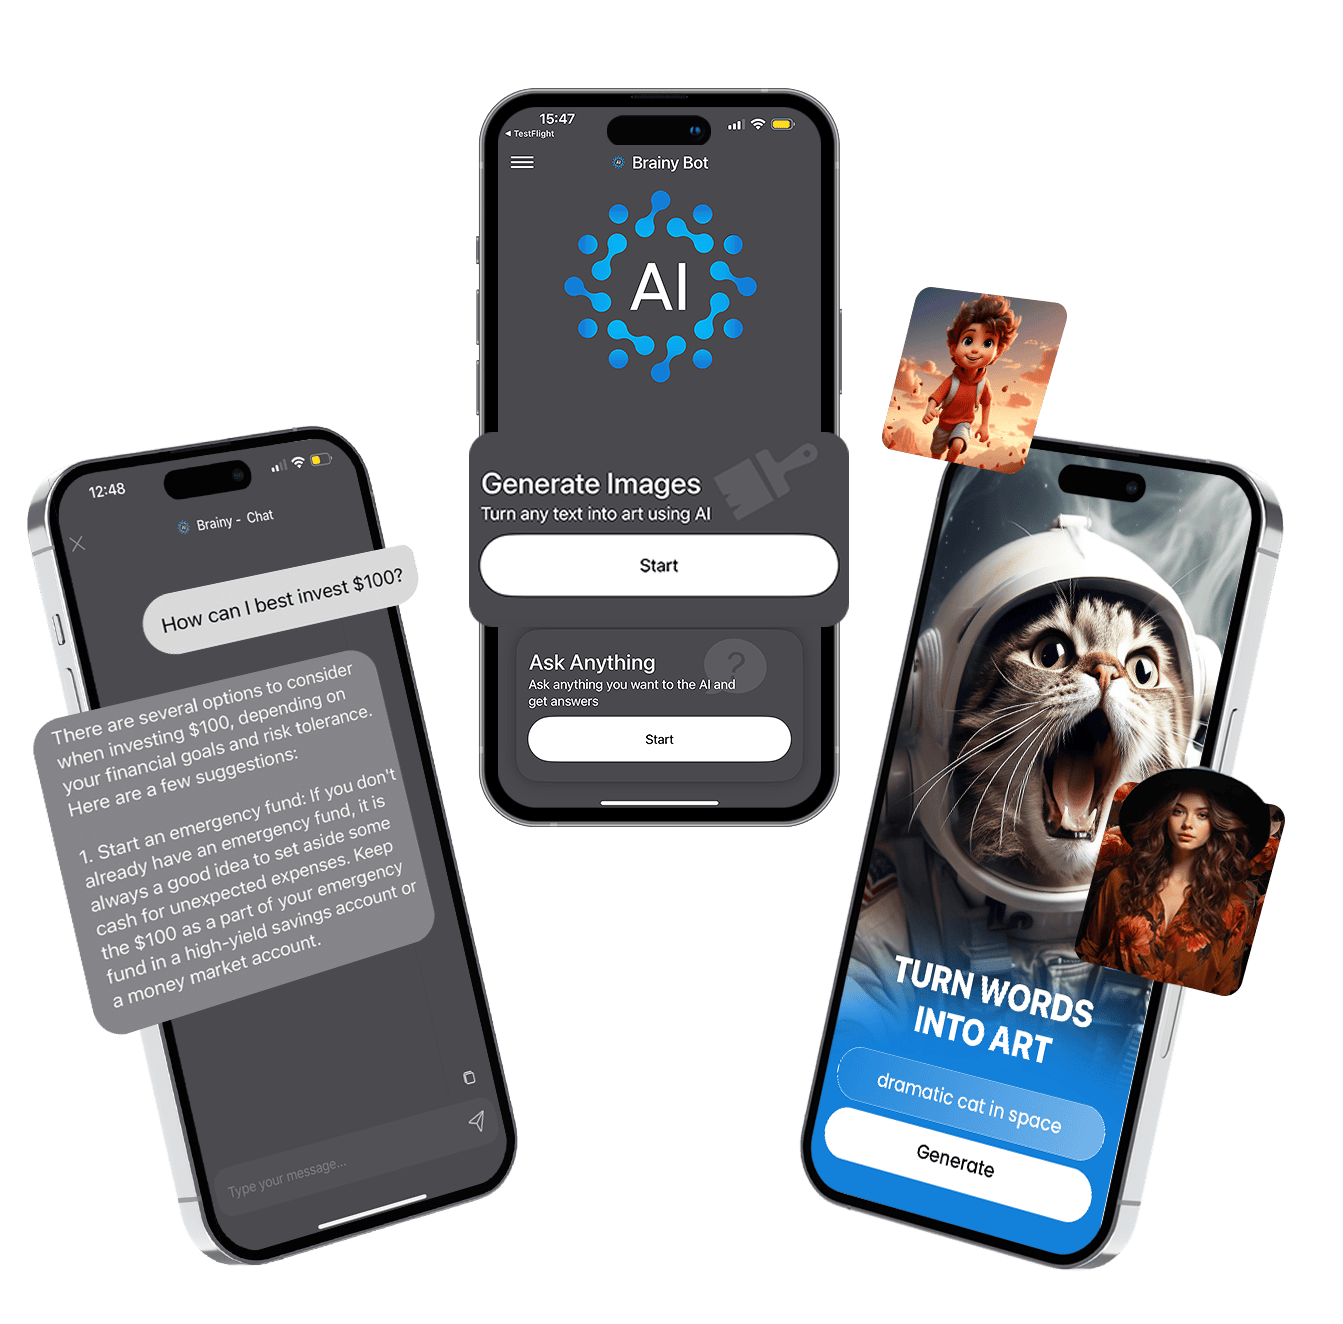 15:47
◂ TestFlight
Brainy Bot
AI
Generate Images
Turn any text into art using AI
Start
Ask Anything
?
Ask anything you want to the AI and
get answers
Start
12:48
Brainy - Chat
How can I best invest $100?
There are several options to consider
when investing $100, depending on
your financial goals and risk tolerance.
Here are a few suggestions:
1. Start an emergency fund: If you don't
already have an emergency fund, it is
always a good idea to set aside some
cash for unexpected expenses. Keep
the $100 as a part of your emergency
fund in a high-yield savings account or
a money market account.
Type your message...
TURN WORDS
INTO ART
dramatic cat in space
Generate